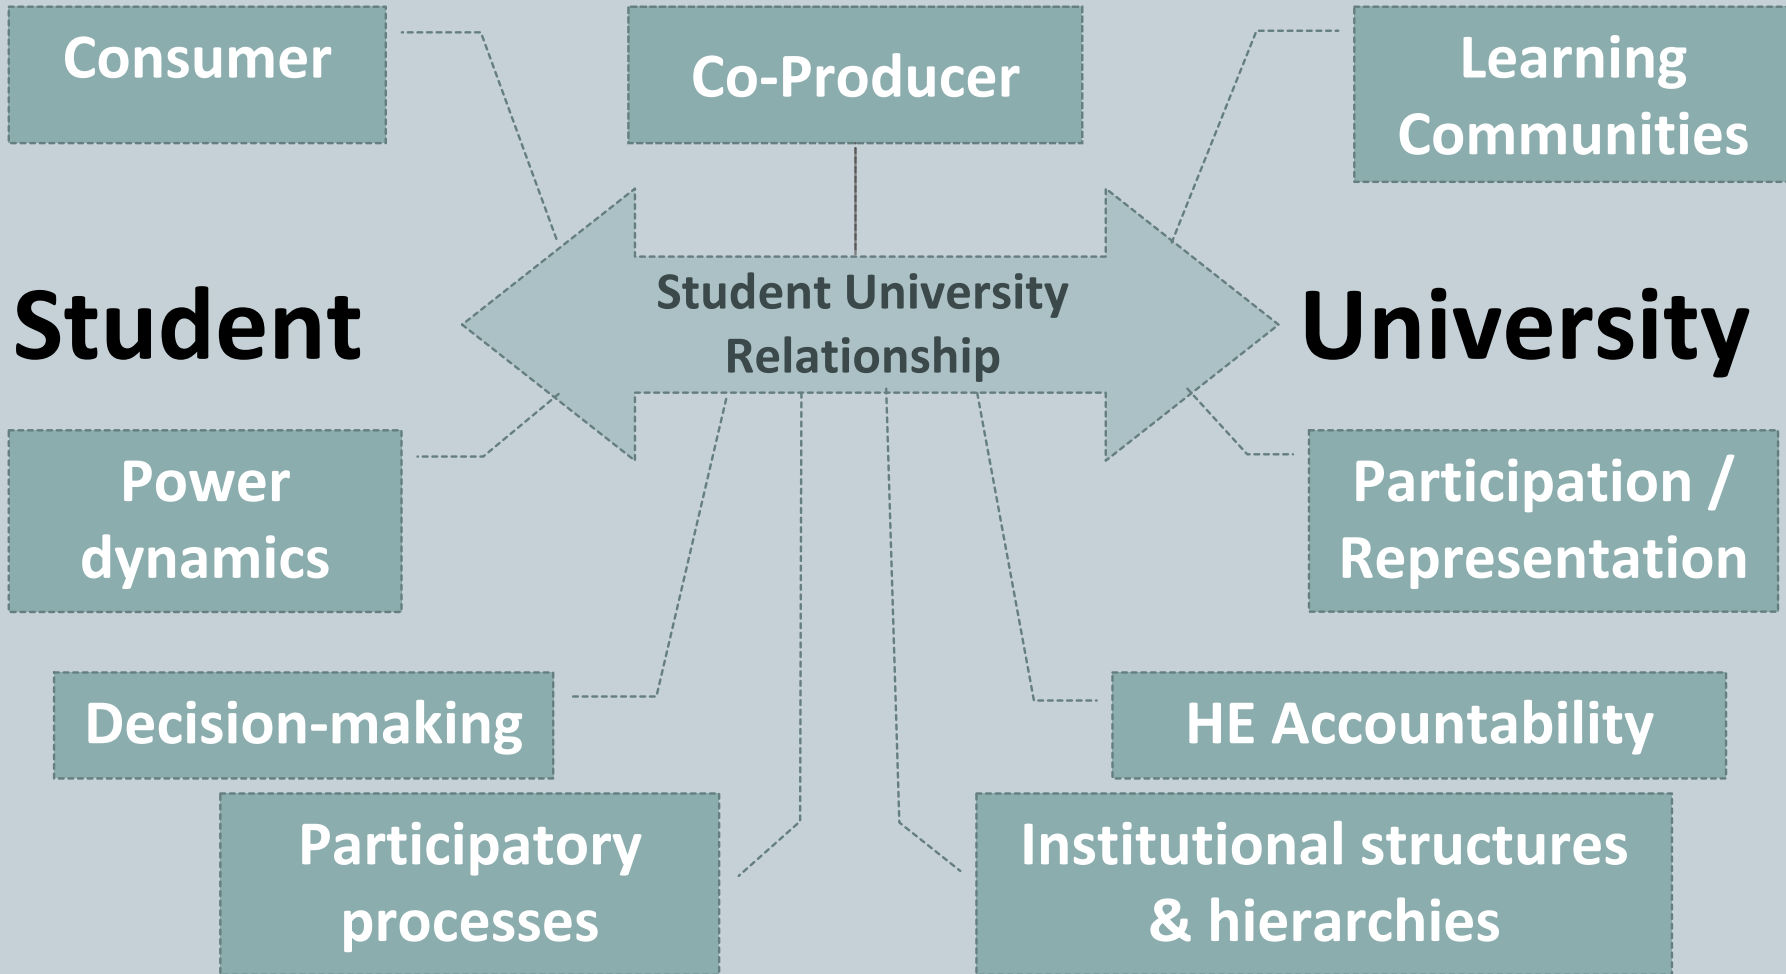 Consumer
Co-Producer
Learning
Communities
Student
Student University
Relationship
University
Power
dynamics
Participation /
Representation
Decision-making
HE Accountability
Participatory
processes
Institutional structures
& hierarchies